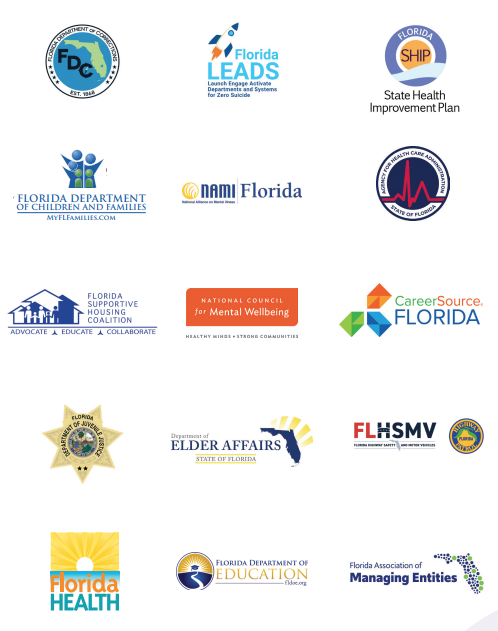 FLORIDA DEPARTMENT OF CORRECTIONS
FDC
EST. 1868
Florida
LEADS
Launch Engage Activate
Departments and Systems
for Zero Suicide
FLORIDA
SHIP
State Health
Improvement Plan
FLORIDA DEPARTMENT
OF CHILDREN AND FAMILIES
MYFLFAMILIES.COM
NAMI Florida
National Alliance on Mental Illness
AGENCY FOR HEALTH CARE ADMINISTRATION
STATE OF FLORIDA
FLORIDA
SUPPORTIVE
HOUSING
COALITION
ADVOCATE EDUCATE COLLABORATE
NATIONAL COUNCIL
for Mental Wellbeing
HEALTHY MINDS • STRONG COMMUNITIES
CareerSource
FLORIDA
FLORIDA
DEPARTMENT OF JUVENILE JUSTICE
Department of
ELDER AFFAIRS
STATE OF FLORIDA
FLHSMV
FLORIDA HIGHWAY SAFETY AND MOTOR VEHICLES
HIGHWAY
FLORIDA
PATROL
Florida
HEALTH
FLORIDA DEPARTMENT OF
EDUCATION
fldoe.org
Florida Association of
Managing Entities